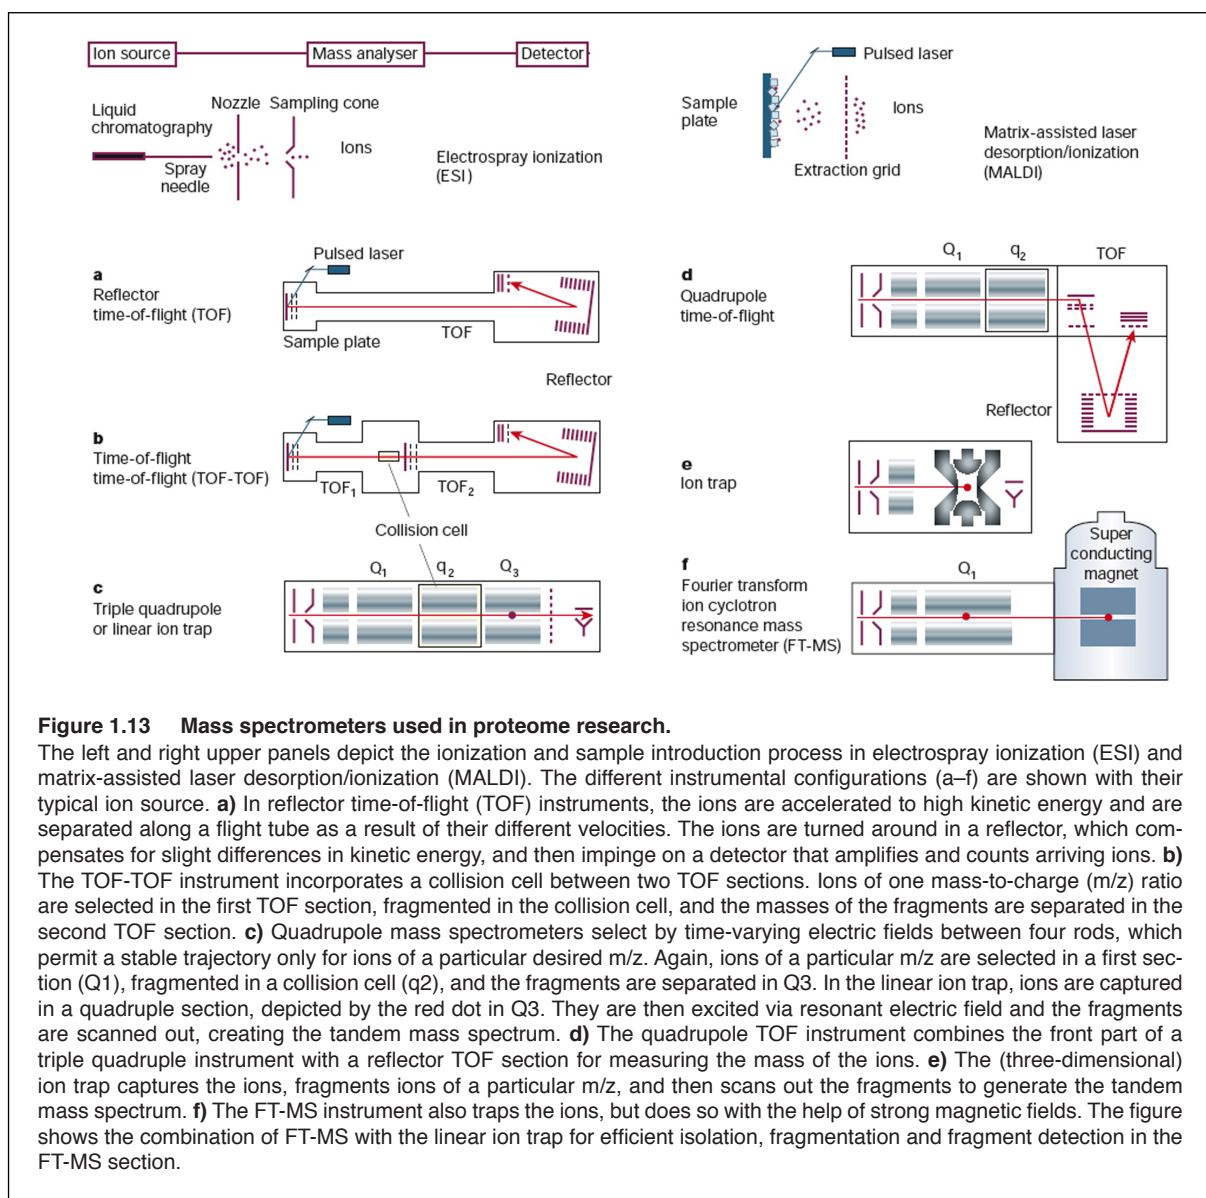 Ion source
Mass analyser
Detector
Liquid
chromatography
Nozzle
Sampling cone
Ions
Spray
needle
Electrospray ionization
(ESI)
Pulsed laser
Sample
plate
Ions
Extraction grid
Matrix-assisted laser
desorption/ionization
(MALDI)
a
Reflector
time-of-flight (TOF)
Pulsed laser
Sample plate
TOF
Reflector
b
Time-of-flight
time-of-flight (TOF-TOF)
TOF1
TOF2
Collision cell
c
Triple quadrupole
or linear ion trap
Q1
q2
Q3
d
Quadrupole
time-of-flight
Q1
q2
TOF
Reflector
e
Ion trap
f
Fourier transform
ion cyclotron
resonance mass
spectrometer (FT-MS)
Q1
Super
conducting
magnet
Figure 1.13 Mass spectrometers used in proteome research.
The left and right upper panels depict the ionization and sample introduction process in electrospray ionization (ESI) and
matrix-assisted laser desorption/ionization (MALDI). The different instrumental configurations (a–f) are shown with their
typical ion source. a) In reflector time-of-flight (TOF) instruments, the ions are accelerated to high kinetic energy and are
separated along a flight tube as a result of their different velocities. The ions are turned around in a reflector, which com-
pensates for slight differences in kinetic energy, and then impinge on a detector that amplifies and counts arriving ions. b)
The TOF-TOF instrument incorporates a collision cell between two TOF sections. Ions of one mass-to-charge (m/z) ratio
are selected in the first TOF section, fragmented in the collision cell, and the masses of the fragments are separated in the
second TOF section. c) Quadrupole mass spectrometers select by time-varying electric fields between four rods, which
permit a stable trajectory only for ions of a particular desired m/z. Again, ions of a particular m/z are selected in a first sec-
tion (Q1), fragmented in a collision cell (q2), and the fragments are separated in Q3. In the linear ion trap, ions are captured
in a quadruple section, depicted by the red dot in Q3. They are then excited via resonant electric field and the fragments
are scanned out, creating the tandem mass spectrum. d) The quadrupole TOF instrument combines the front part of a
triple quadruple instrument with a reflector TOF section for measuring the mass of the ions. e) The (three-dimensional)
ion trap captures the ions, fragments ions of a particular m/z, and then scans out the fragments to generate the tandem
mass spectrum. f) The FT-MS instrument also traps the ions, but does so with the help of strong magnetic fields. The figure
shows the combination of FT-MS with the linear ion trap for efficient isolation, fragmentation and fragment detection in the
FT-MS section.